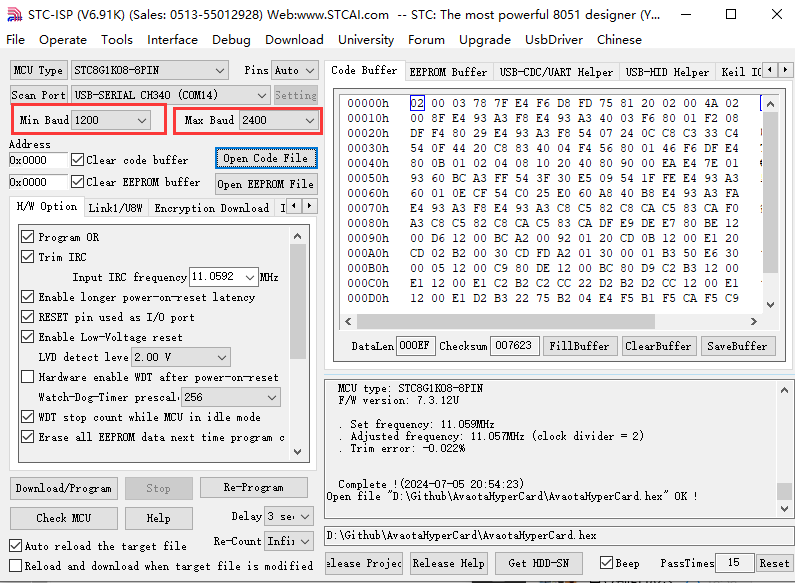 STC-ISP (V6.91K) (Sales: 0513-55012928) Web:www.STCAI.com -- STC: The most powerful 8051 designer (Y...
File Operate Tools Interface Debug Download University Forum Upgrade UsbDriver Chinese
MCU Type STC8G1K08-8PIN Pins Auto
Scan Port USB-SERIAL CH340 (COM14) Setting
Min Baud 1200 Max Baud 2400
Address
0x0000 Clear code buffer Open Code File
0x0000 Clear EEPROM buffer Open EEPROM File
H/W Option Link1/U8W Encryption Download I
Program OR
Trim IRC
Input IRC frequency 11.0592 MHz
Enable longer power-on-reset latency
RESET pin used as I/O port
Enable Low-Voltage reset
LVD detect leve 2.00 V
Hardware enable WDT after power-on-reset
Watch-Dog-Timer prescal 256
WDT stop count while MCU in idle mode
Erase all EEPROM data next time program c
Download/Program Stop Re-Program
Check MCU Help Delay 3 se
Auto reload the target file Re-Count Infi
Reload and download when target file is modified
Code Buffer EEPROM Buffer USB-CDC/UART Helper USB-HID Helper Keil IC
00000h 02 00 03 78 7F E4 F6 D8 FD 75 81 20 02 00 4A 02
00010h 00 8F E4 93 A3 F8 E4 93 A3 40 03 F6 80 01 F2 08
00020h DF F4 80 29 E4 93 A3 F8 54 07 24 0C C8 C3 33 C4
00030h 54 0F 44 20 C8 83 40 04 F4 56 80 01 46 F6 DF E4
00040h 80 0B 01 02 04 08 10 20 40 80 90 00 EA E4 7E 01
00050h 93 60 BC A3 FF 54 3F 30 E5 09 54 1F FE E4 93 A3
00060h 60 01 0E CF 54 C0 25 E0 60 A8 40 B8 E4 93 A3 FA
00070h E4 93 A3 F8 E4 93 A3 C8 C5 82 C8 CA C5 83 CA F0
00080h A3 C8 C5 82 C8 CA C5 83 CA DF E9 DE E7 80 BE 12
00090h 00 D6 12 00 BC A2 00 92 01 20 CD 0B 12 00 E1 20
000A0h CD 02 B2 00 30 CD FD A2 01 30 00 01 B3 50 E6 30
000B0h 00 05 12 00 C9 80 DE 12 00 BC 80 D9 C2 B3 12 00
000C0h E1 12 00 E1 C2 B2 C2 CC 22 D2 B2 D2 CC 12 00 E1
000D0h 12 00 E1 D2 B3 22 75 B2 04 E4 F5 B1 F5 CA F5 C9
DataLen 000EF Checksum 007623 FillBuffer ClearBuffer SaveBuffer
MCU type: STC8G1K08-8PIN
F/W version: 7.3.12U
. Set frequency: 11.059MHz
. Adjusted frequency: 11.057MHz (clock divider = 2)
. Trim error: -0.022%
Complete !(2024-07-05 20:54:23)
Open file "D:\Github\AvaotaHyperCard\AvaotaHyperCard.hex" OK !
D:\Github\AvaotaHyperCard\AvaotaHyperCard.hex
elease Projec Release Help Get HDD-SN Beep PassTimes 15 Reset